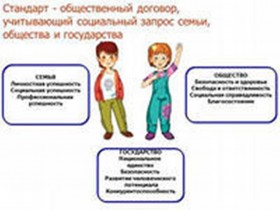 Стандарт - общественный договор,
учитывающий социальный запрос семьи,
общества и государства
СЕМЬЯ
Личностная успешность
Социальная успешность
Профессиональная
успешность
ОБЩЕСТВО
Безопасность и здоровье
Свобода и ответственность
Социальная справедливость
Благосостояние
ГОСУДАРСТВО
Национальное
единство
Безопасность
Развитие человеческого
потенциала
Конкурентоспособность